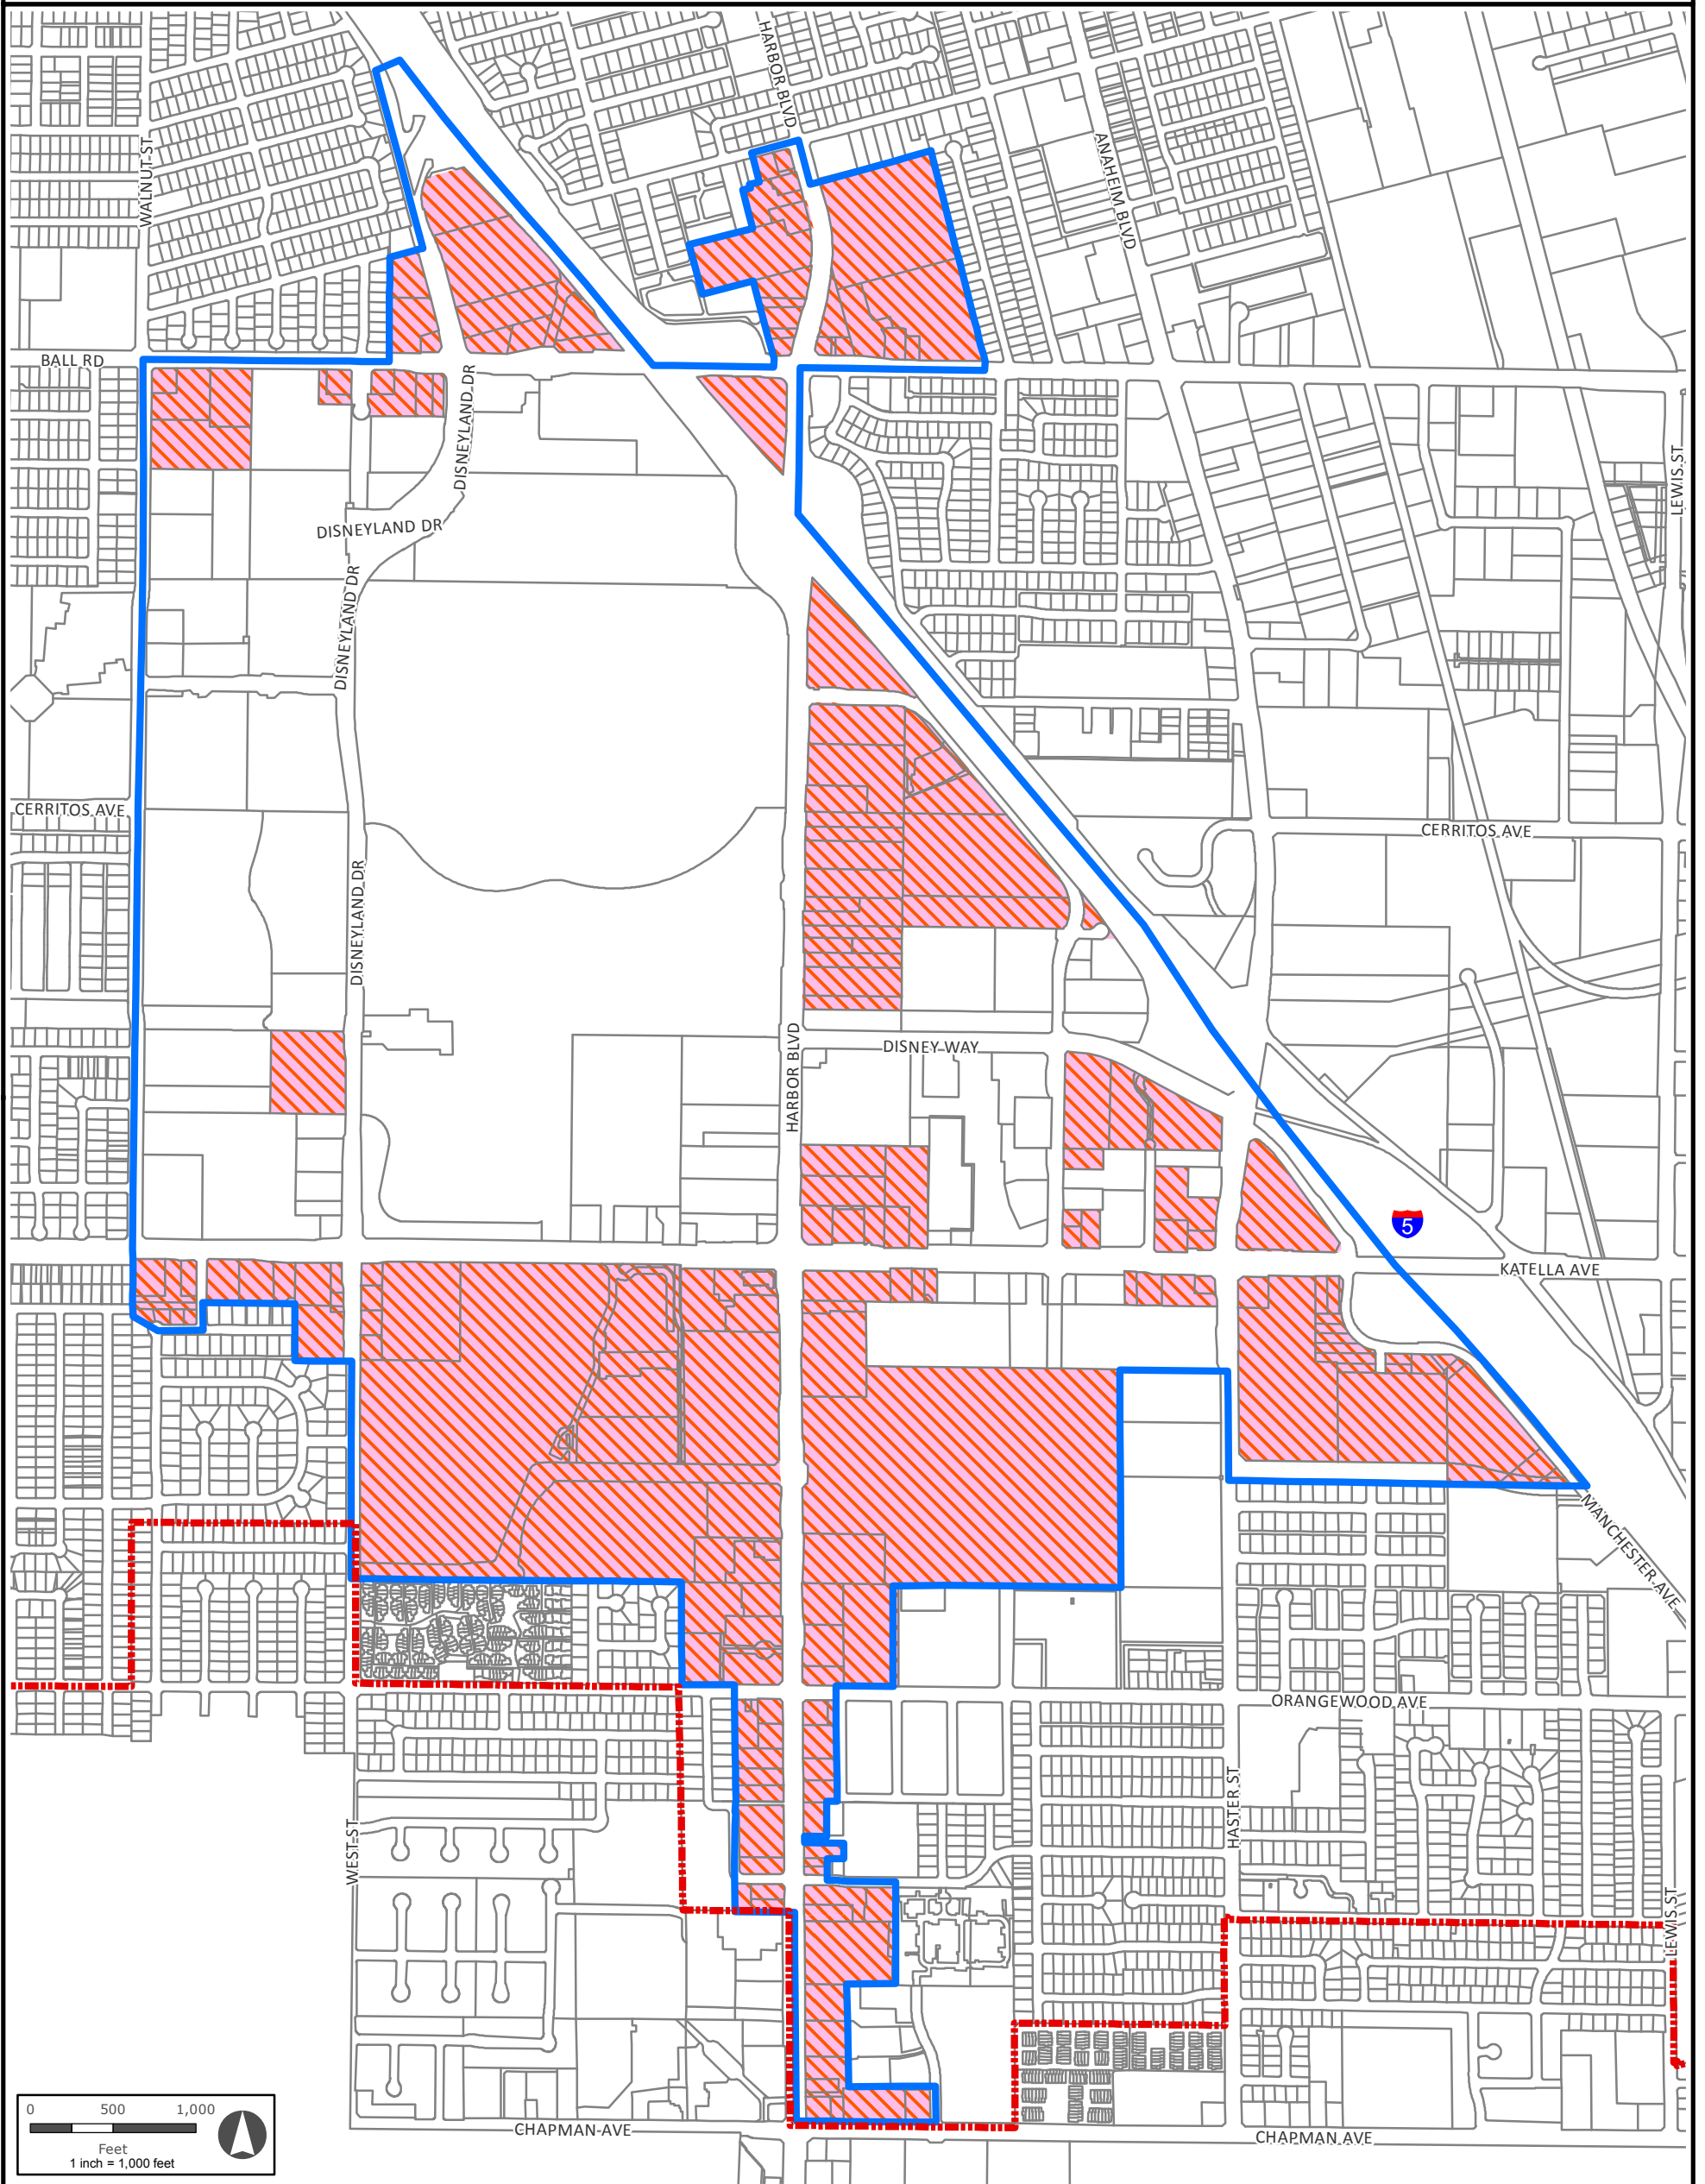 HARBOR BLVD
WALNUT ST
ANAHEIM BLVD
BALL RD
DISNEYLAND DR
LEWIS ST
DISNEYLAND DR
DISNEYLAND DR
CERRITOS AVE
CERRITOS AVE
DISNEYLAND DR
HARBOR BLVD
DISNEY WAY
5
KATELLA AVE
MANCHESTER AVE
ORANGEWOOD AVE
WEST ST
HASTER ST
LEWIS ST
0 500 1,000
Feet
1 inch = 1,000 feet
CHAPMAN AVE
CHAPMAN AVE